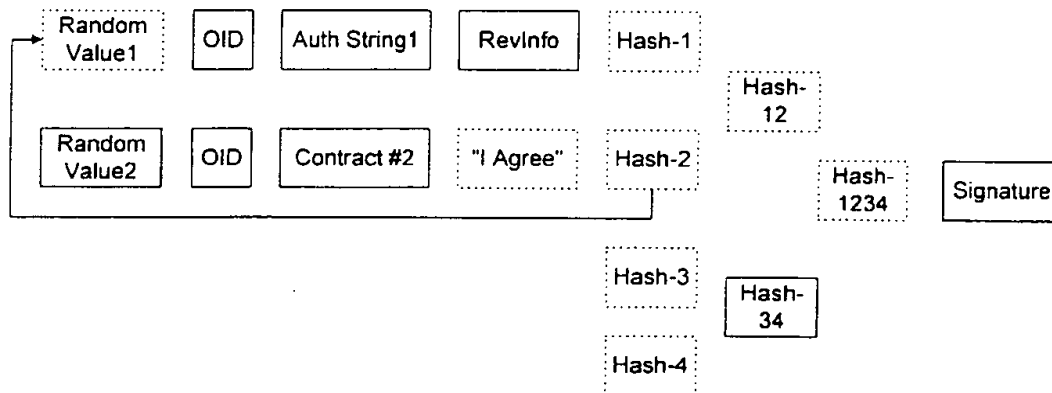 Random
Value1
OID
Auth String1
RevInfo
Hash-1
Hash-
12
Random
Value2
OID
Contract #2
"I Agree"
Hash-2
Hash-
1234
Signature
Hash-3
Hash-
34
Hash-4